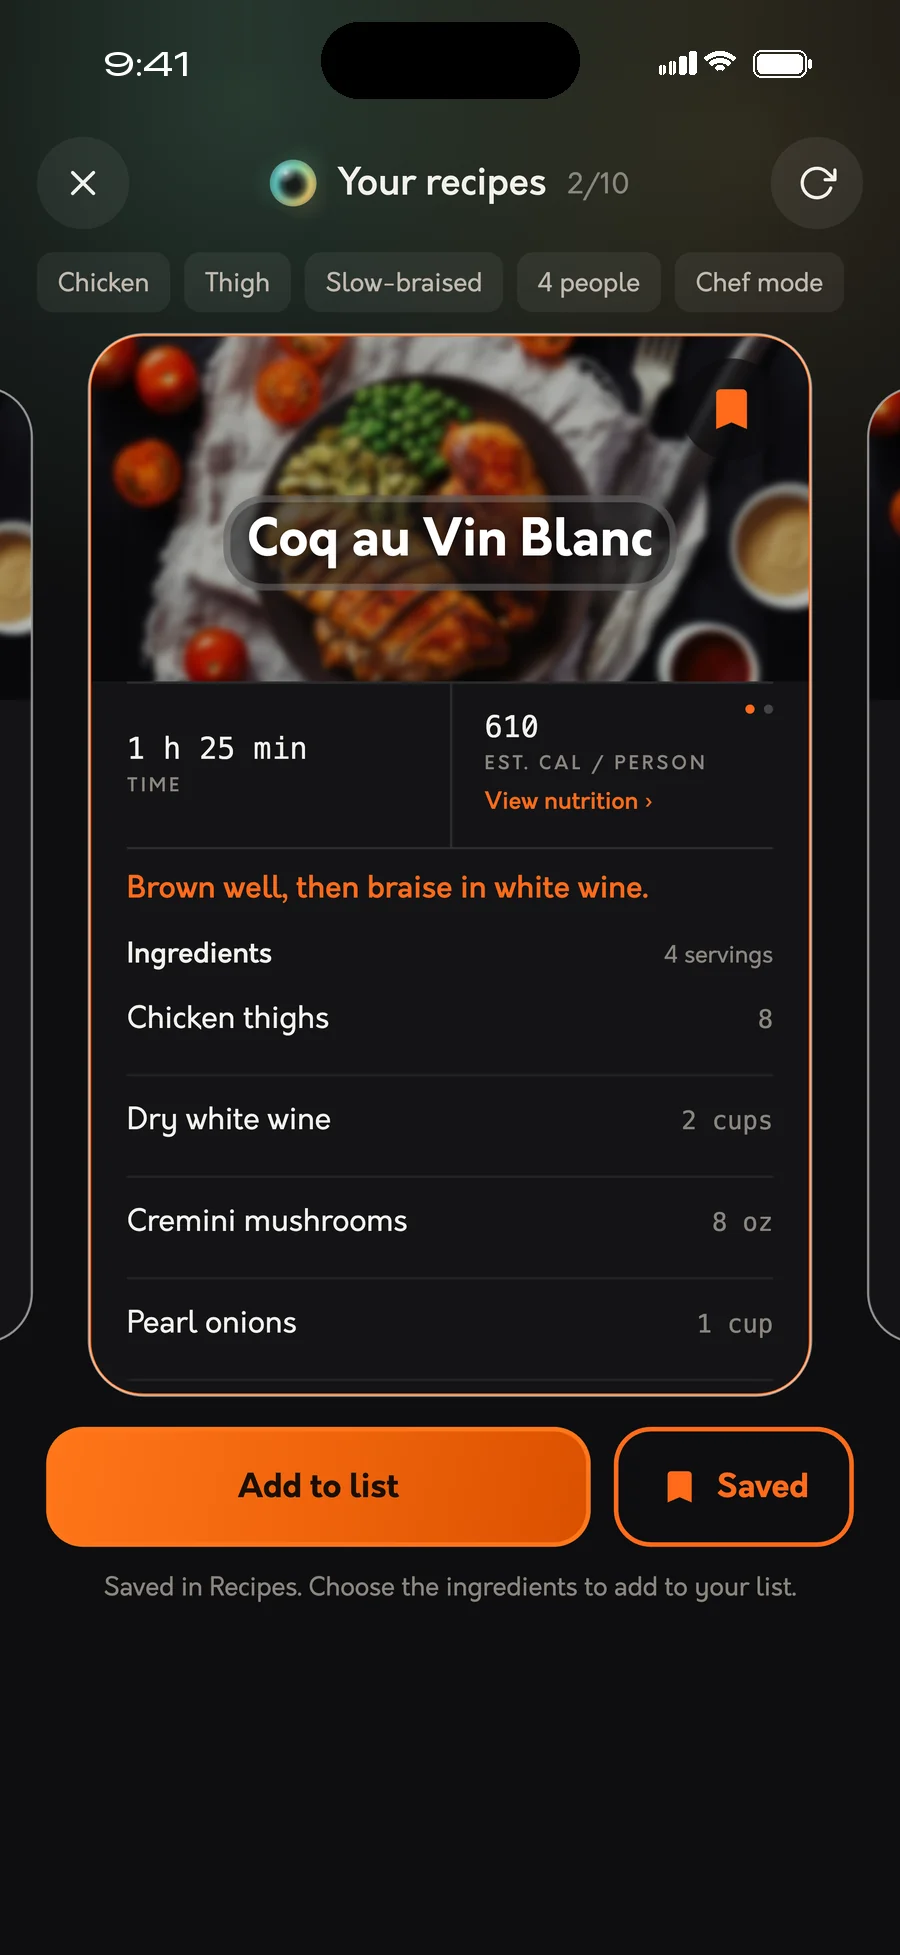 9:41
Your recipes 2/10
Chicken Thigh Slow-braised 4 people Chef mode
Coq au Vin Blanc
1 h 25 min
TIME
610
EST. CAL / PERSON
View nutrition ›
Brown well, then braise in white wine.
Ingredients 4 servings
Chicken thighs 8
Dry white wine 2 cups
Cremini mushrooms 8 oz
Pearl onions 1 cup
Add to list Saved
Saved in Recipes. Choose the ingredients to add to your list.